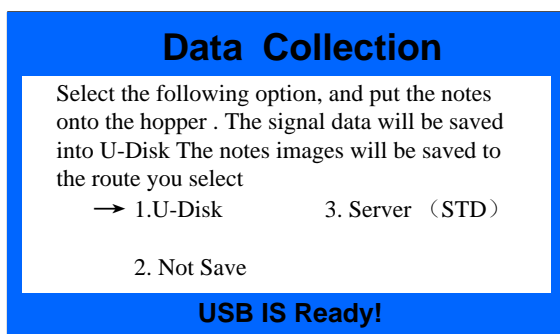 Data Collection
Select the following option, and put the notes
onto the hopper . The signal data will be saved
into U-Disk The notes images will be saved to
the route you select
→ 1.U-Disk 3. Server （STD）
2. Not Save
USB IS Ready!